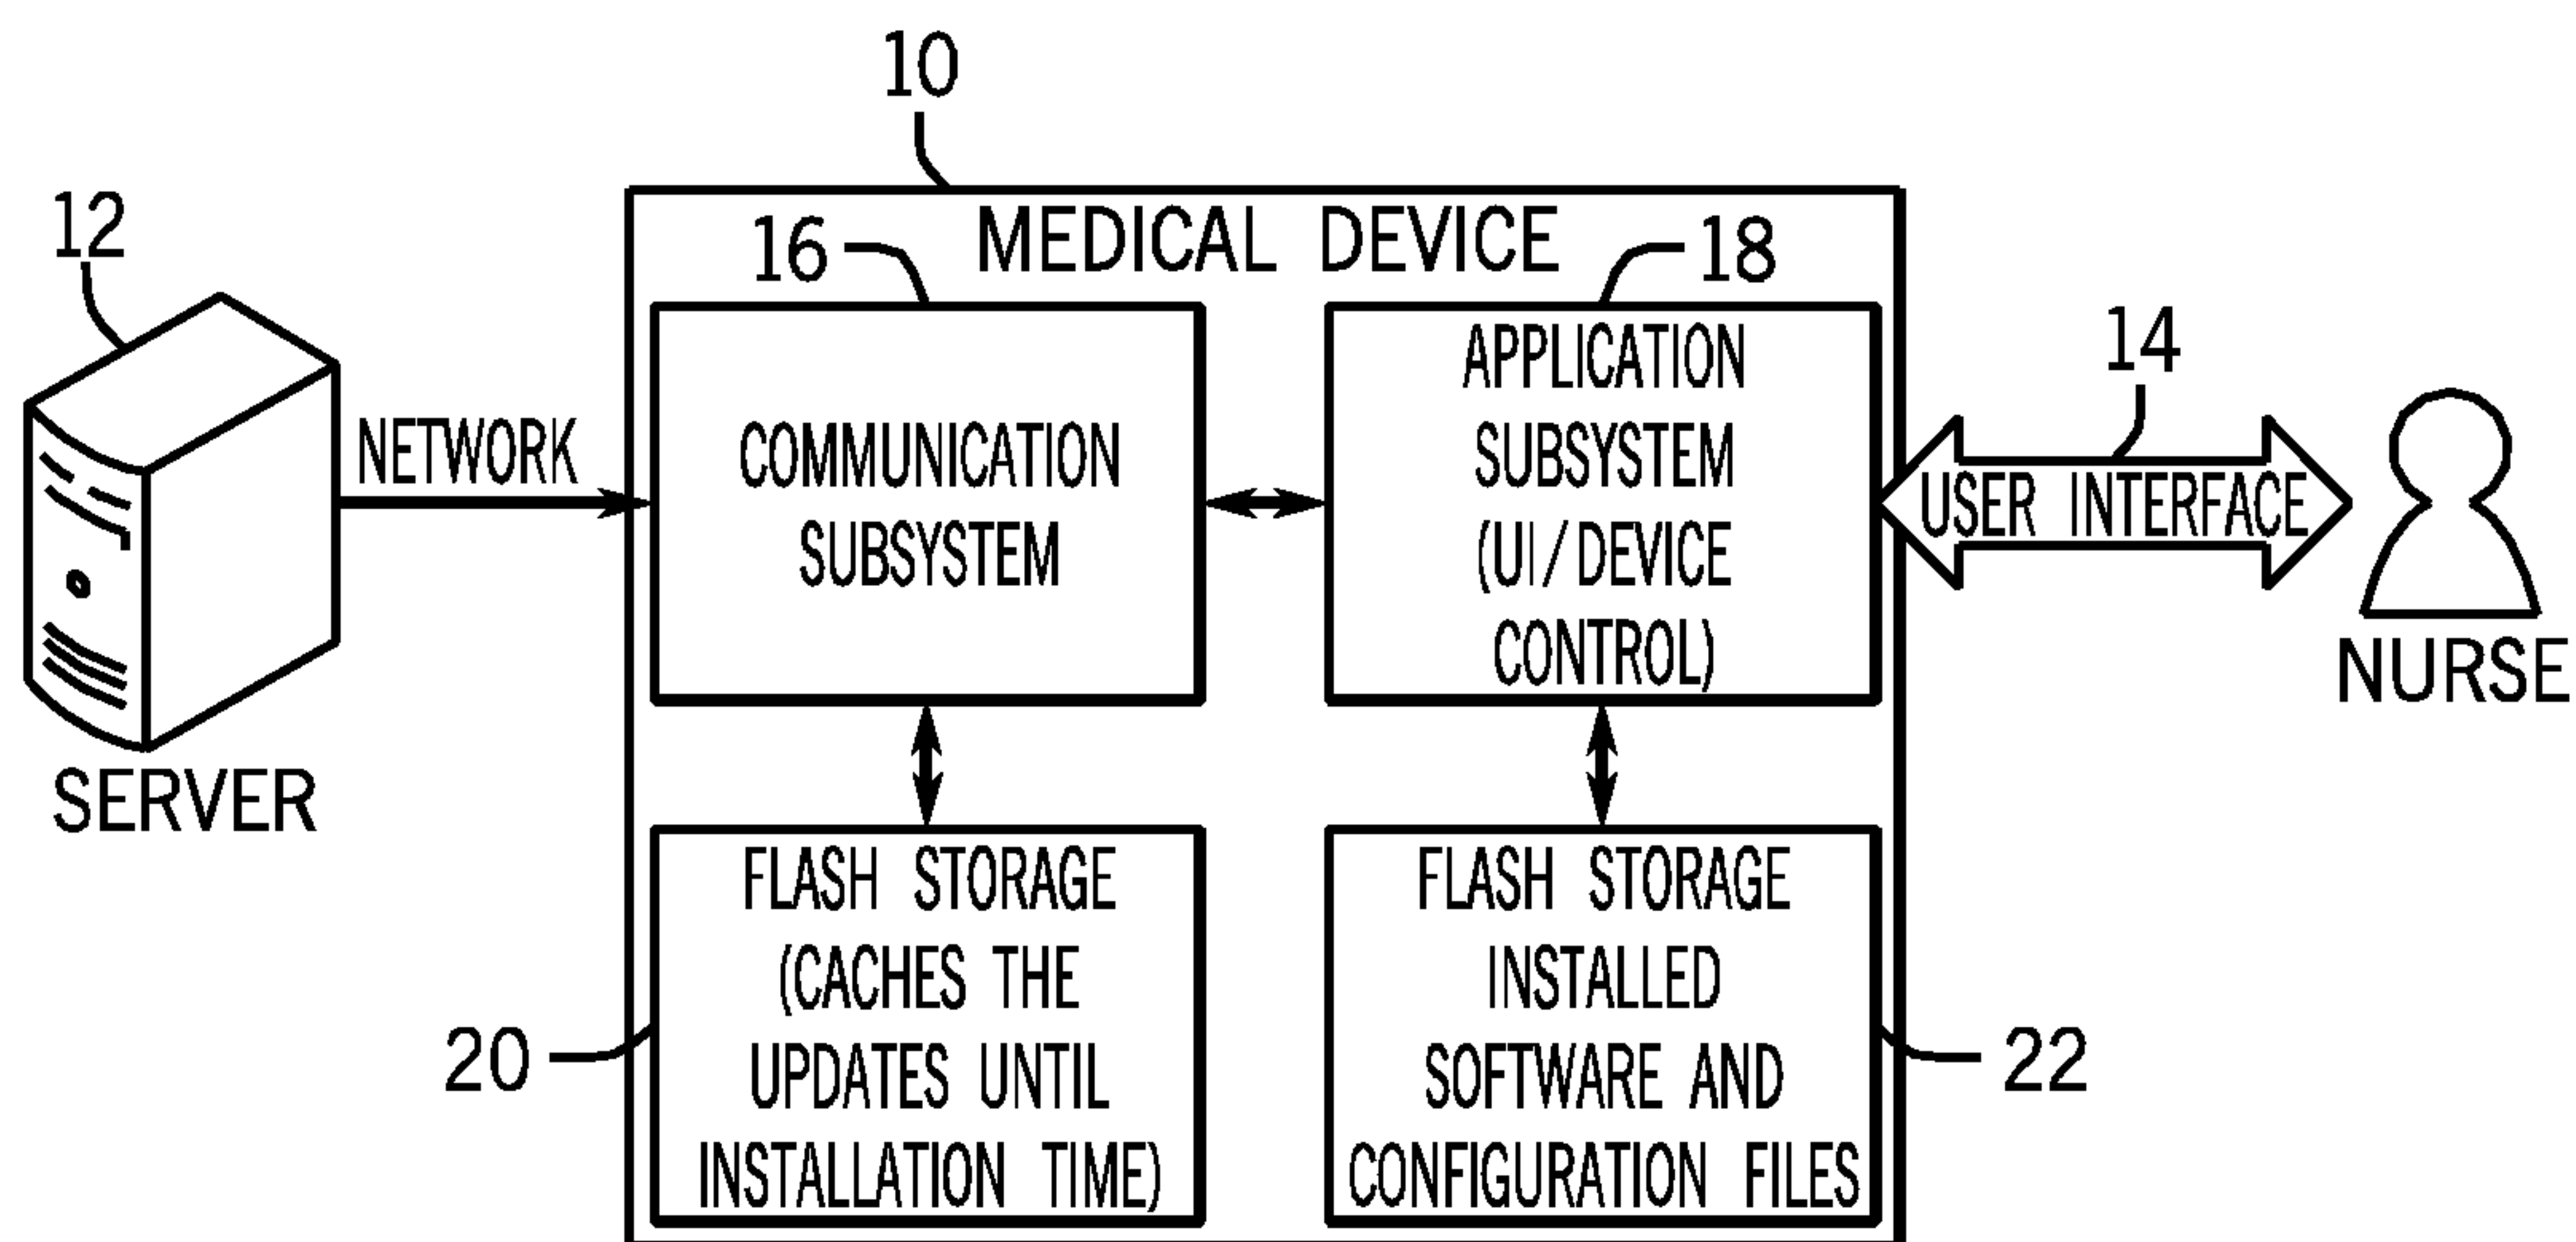 10
12
MEDICAL DEVICE
16
18
14
NETWORK
COMMUNICATION
SUBSYSTEM
APPLICATION
SUBSYSTEM
(UI/DEVICE
CONTROL)
USER INTERFACE
NURSE
SERVER
FLASH STORAGE
(CACHES THE
UPDATES UNTIL
INSTALLATION TIME)
FLASH STORAGE
INSTALLED
SOFTWARE AND
CONFIGURATION FILES
20
22